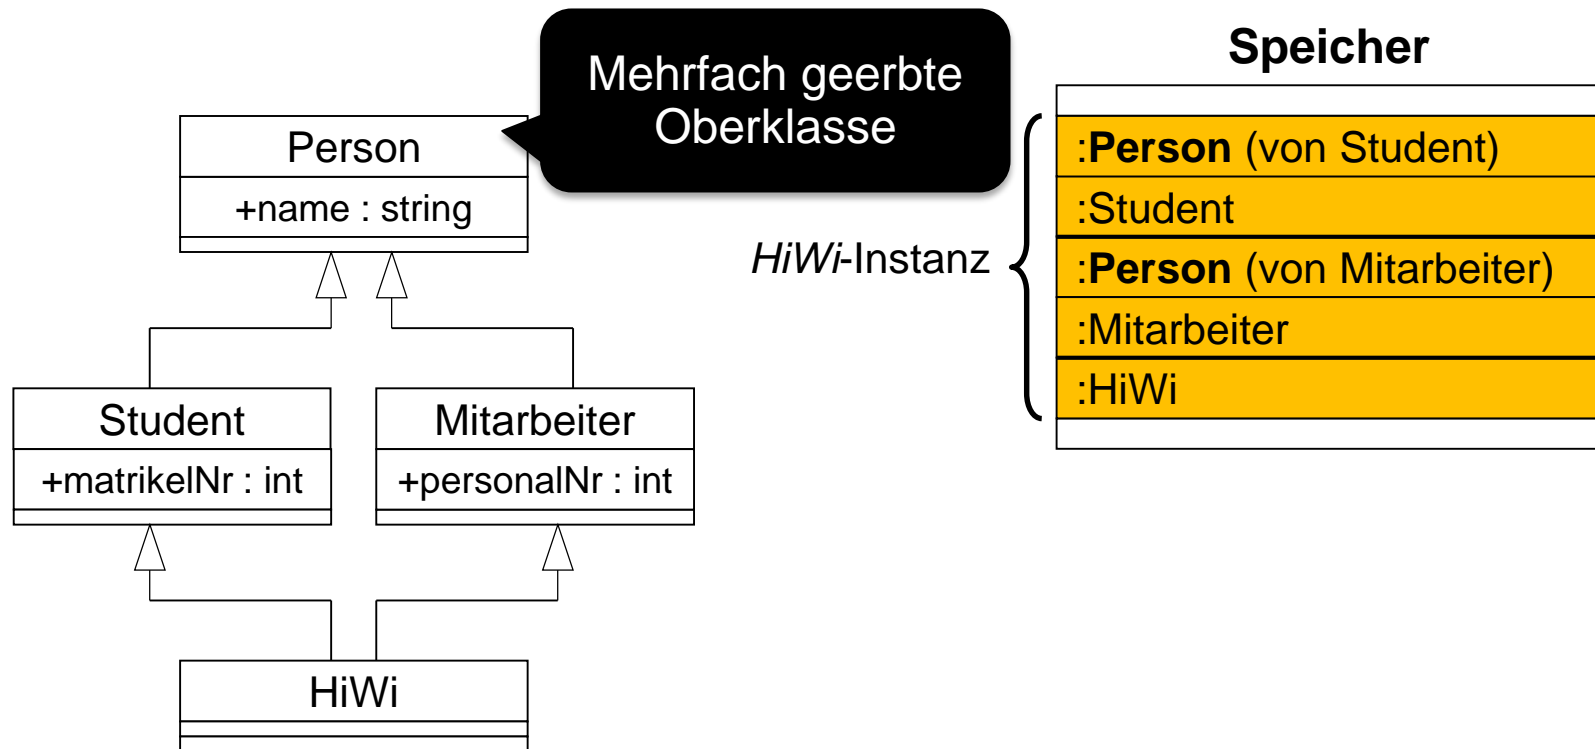 Mehrfach geerbte
Oberklasse
Person
+name : string
Student
+matrikelNr : int
Mitarbeiter
+personalNr : int
HiWi
Speicher
HiWi-Instanz
:Person (von Student)
:Student
:Person (von Mitarbeiter)
:Mitarbeiter
:HiWi